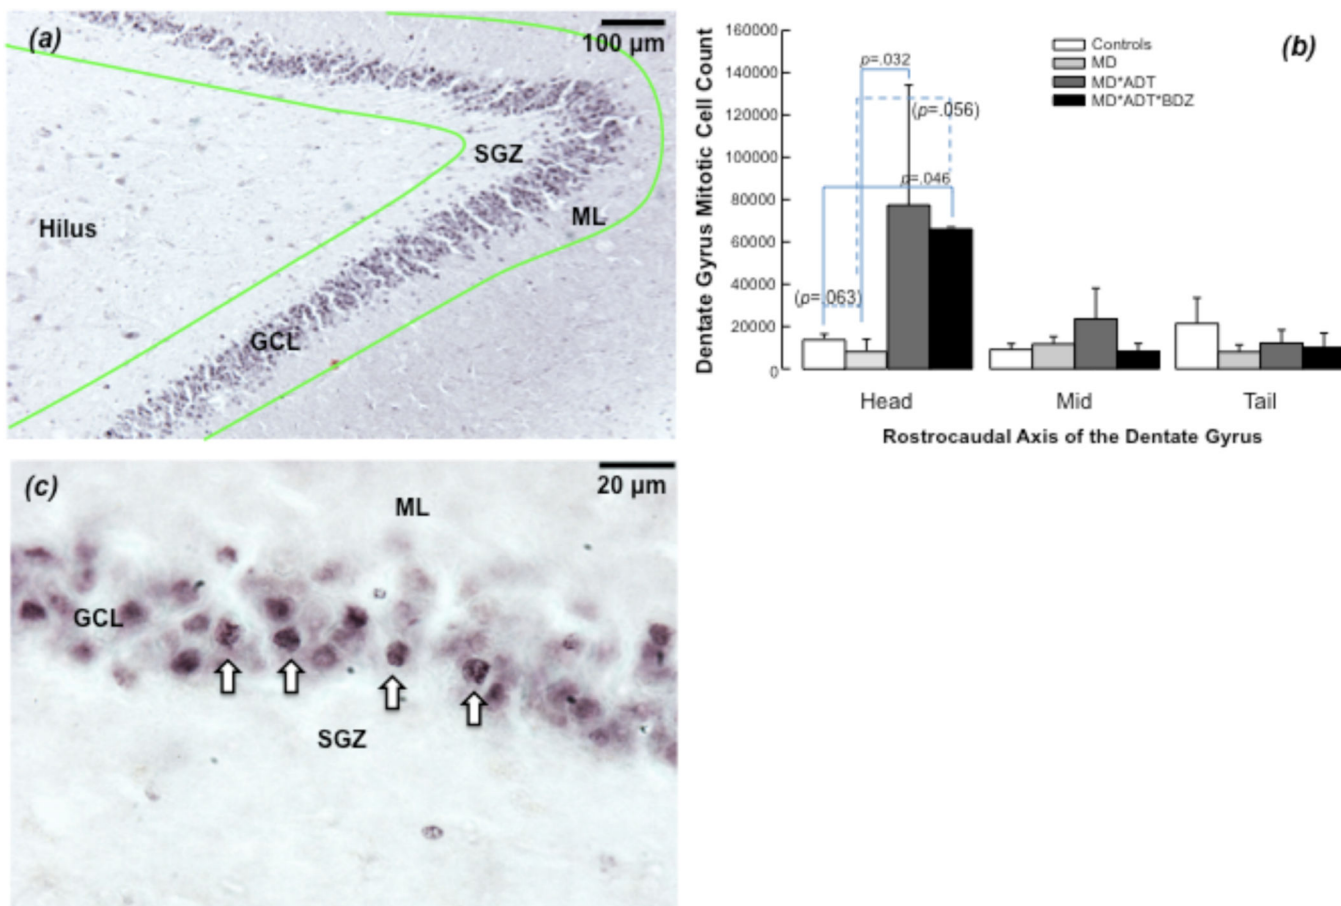 (a)
100 µm
SGZ
ML
Hilus
GCL
(b)
Dentate Gyrus Mitotic Cell Count
160000
140000
120000
100000
80000
60000
40000
20000
0
Controls
MD
MD*ADT
MD*ADT*BDZ
p=.032
(p=.056)
p=.046
(p=.063)
Head Mid Tail
Rostrocaudal Axis of the Dentate Gyrus
(c)
20 µm
ML
GCL
SGZ